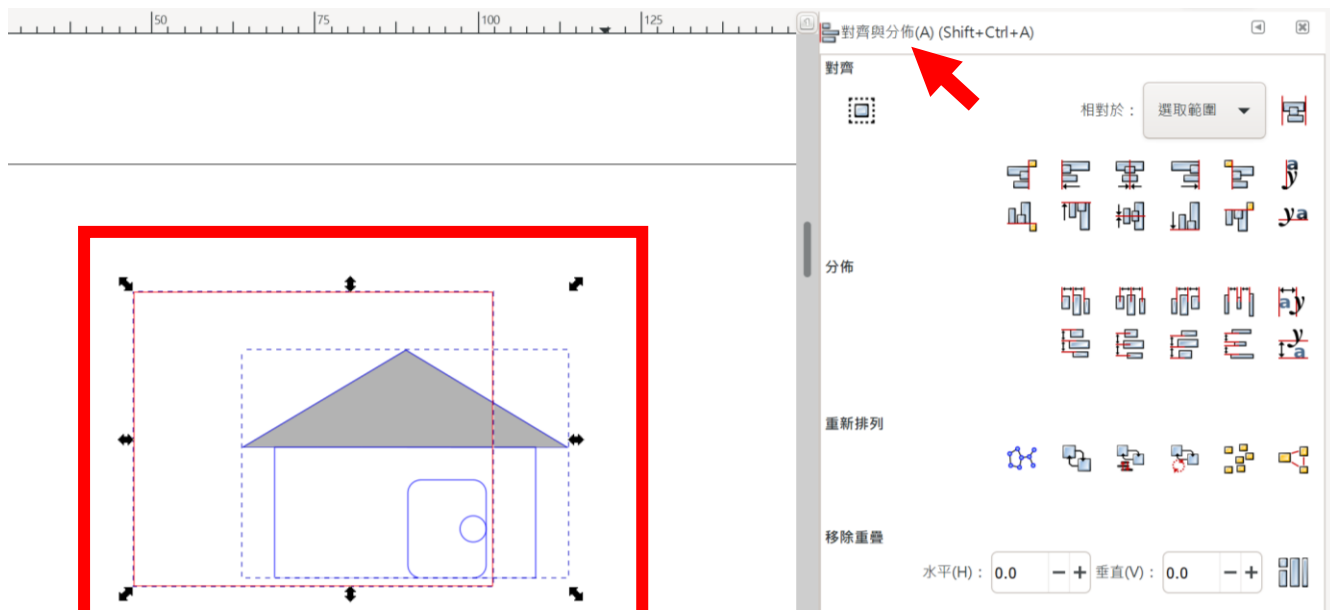 50 75 100 125
對齊與分佈(A) (Shift+Ctrl+A)
對齊
相對於： 選取範圍
分佈
重新排列
移除重疊
水平(H)： 0.0 − + 垂直(V)： 0.0 − +